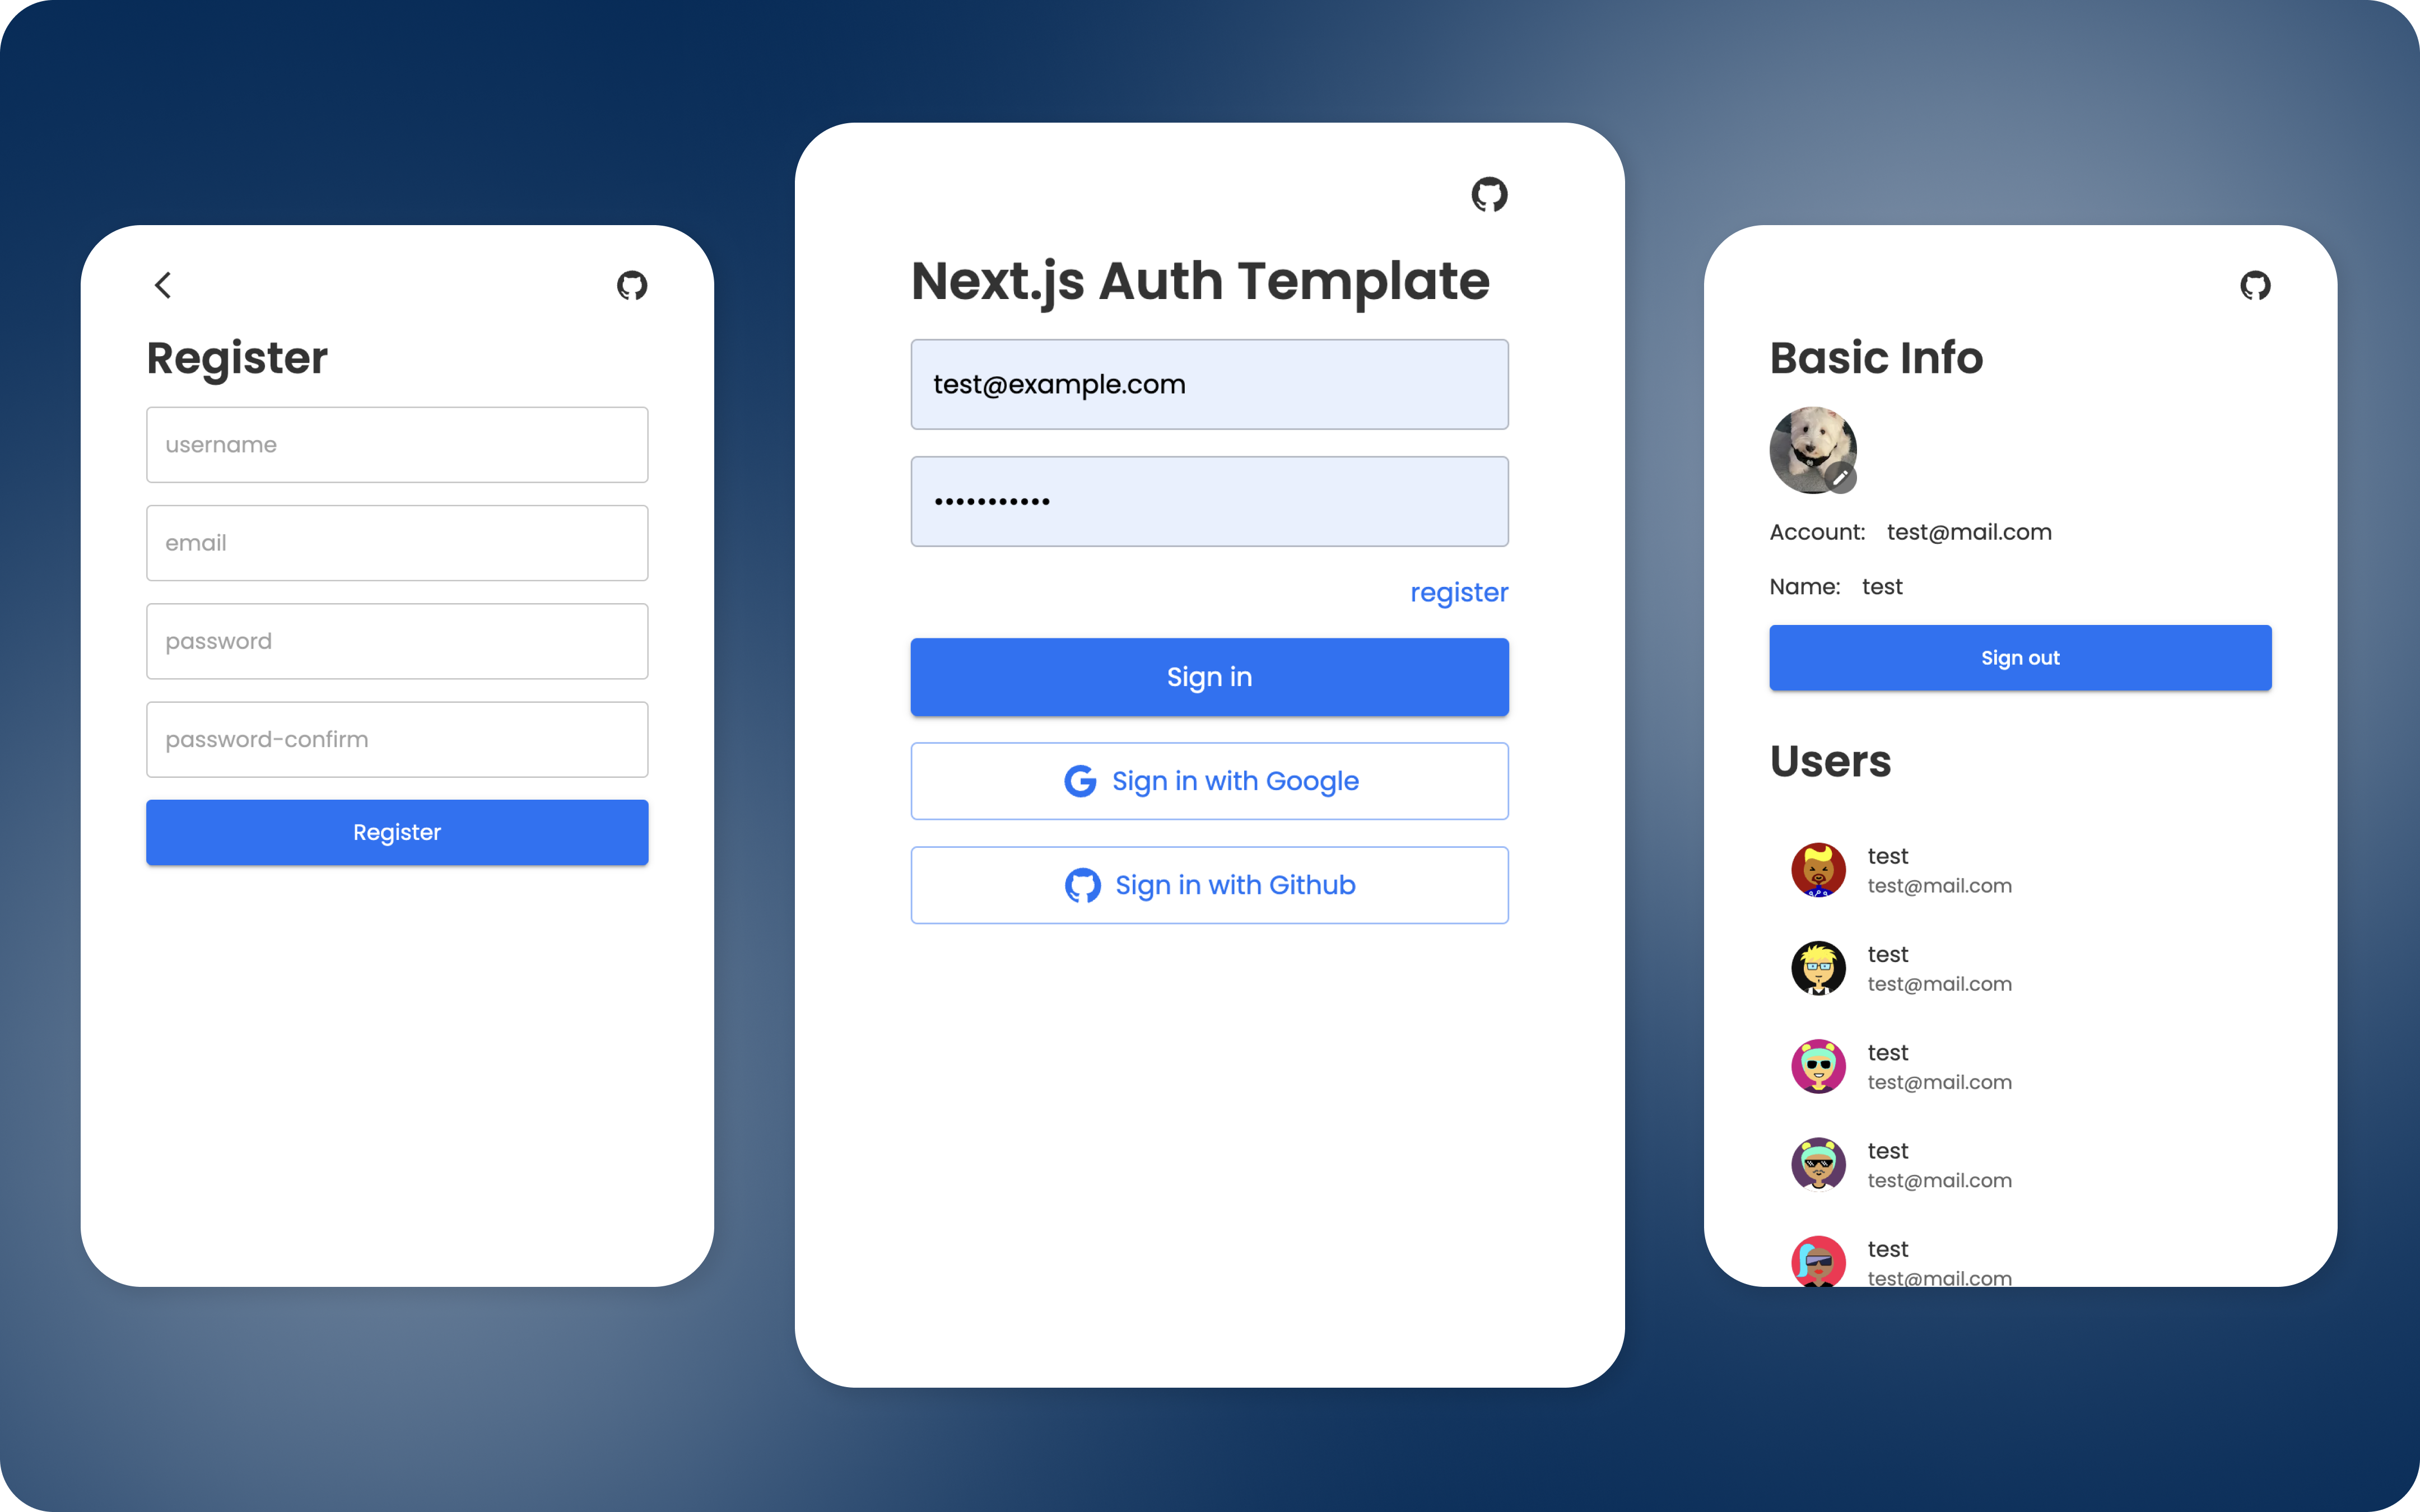 Register
username
email
password
password-confirm
Register
Next.js Auth Template
test@example.com
•••••••••••
register
Sign in
Sign in with Google
Sign in with Github
Basic Info
Account: test@mail.com
Name: test
Sign out
Users
test
test@mail.com
test
test@mail.com
test
test@mail.com
test
test@mail.com
test
test@mail.com